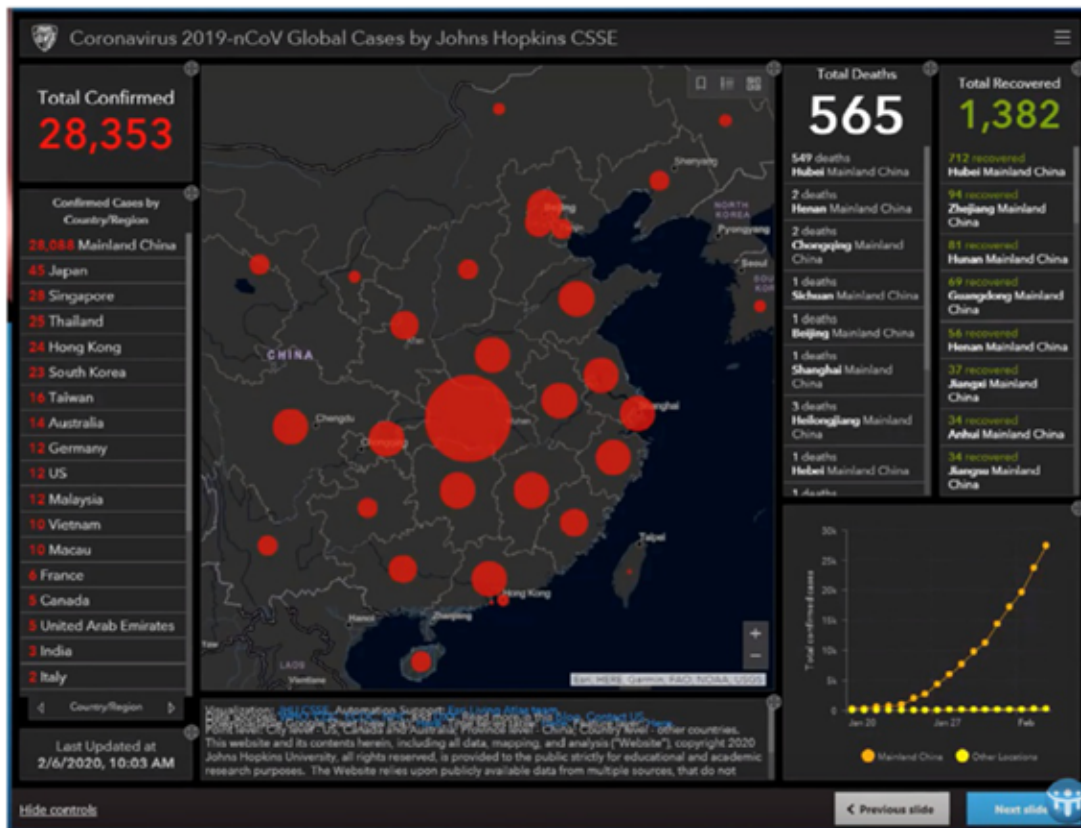 Coronavirus 2019-nCoV Global Cases by Johns Hopkins CSSE
Total Confirmed
28,353
Confirmed Cases by
Country/Region
28,088 Mainland China
45 Japan
28 Singapore
25 Thailand
24 Hong Kong
23 South Korea
16 Taiwan
14 Australia
12 Germany
12 US
12 Malaysia
10 Vietnam
10 Macau
6 France
5 Canada
5 United Arab Emirates
3 India
2 Italy
Country/Region
Last Updated at
2/6/2020, 10:03 AM
Shenyang
Beijing
NORTH
KOREA
Pyongyang
Seoul
CHINA
Chengdu
Chongqing
Shanghai
Taipei
Hong Kong
Zhanjiang
Hanoi
LAOS
Vientiane
+
−
Esri, HERE, Garmin, FAO, NOAA, USGS
Visualization: JHU CSSE. Automation Support: Esri Living Atlas team
Contact US.
Point level: City level - US, Canada and Australia; Province level - China; Country level - other countries.
This website and its contents herein, including all data, mapping, and analysis ("Website"), copyright 2020
Johns Hopkins University, all rights reserved, is provided to the public strictly for educational and academic
research purposes. The Website relies upon publicly available data from multiple sources, that do not
Total Deaths
565
549 deaths
Hubei Mainland China
2 deaths
Henan Mainland China
2 deaths
Chongqing Mainland
China
1 deaths
Sichuan Mainland China
1 deaths
Beijing Mainland China
1 deaths
Shanghai Mainland
China
3 deaths
Heilongjiang Mainland
China
1 deaths
Hebei Mainland China
1 deaths
Total Recovered
1,382
712 recovered
Hubei Mainland China
94 recovered
Zhejiang Mainland
China
81 recovered
Hunan Mainland China
69 recovered
Guangdong Mainland
China
56 recovered
Henan Mainland China
37 recovered
Jiangxi Mainland
China
34 recovered
Anhui Mainland China
34 recovered
Jiangsu Mainland
China
Total confirmed cases
30k
25k
20k
15k
10k
5k
0
Jan 20
Jan 27
Feb
Mainland China
Other Locations
Hide controls
Previous slide
Next slide